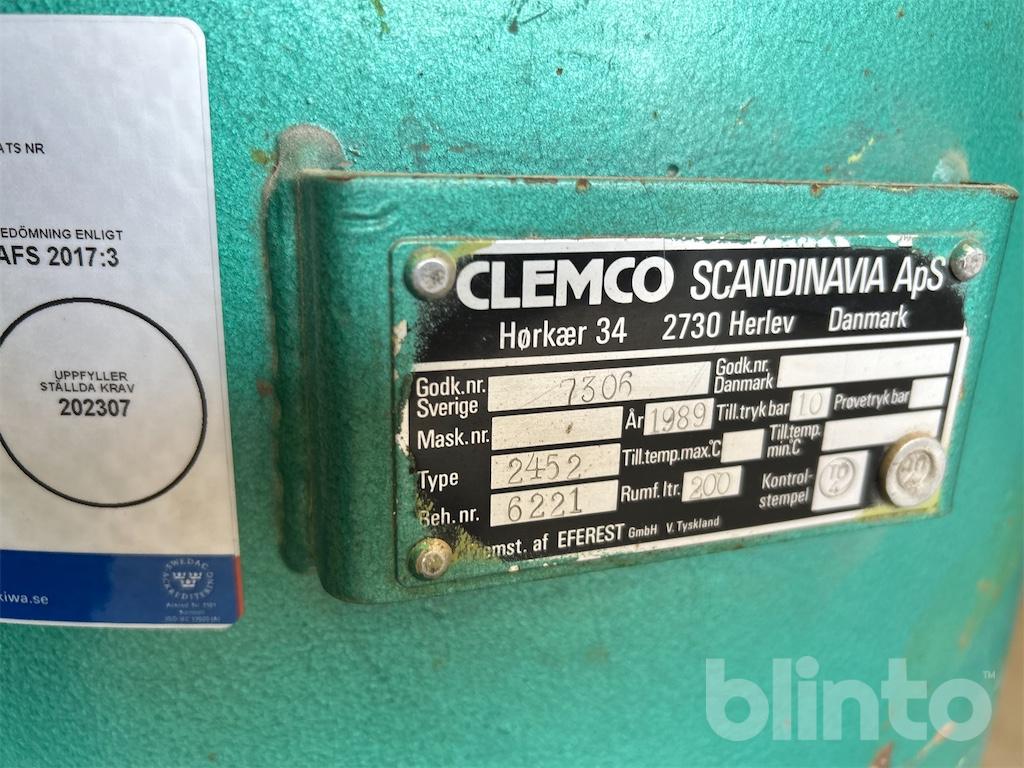 ATS NR
EDÖMNING ENLIGT
AFS 2017:3
UPPFYLLER
STÄLLDA KRAV
202307
SWEDAC
ACKREDITERING
kiwa.se
CLEMCO SCANDINAVIA ApS
Hørkær 34 2730 Herlev Danmark
Godk.nr. Sverige 7306 Godk.nr. Danmark
Mask.nr. År 1989 Till.tryk bar 10 Prøvetryk bar
Type 2452 Till.temp.max.°C Till.temp. min.°C
Beh.nr. 6221 Rumf. ltr. 200 Kontrol-stempel
emst. af EFEREST GmbH V. Tyskland
blinto™